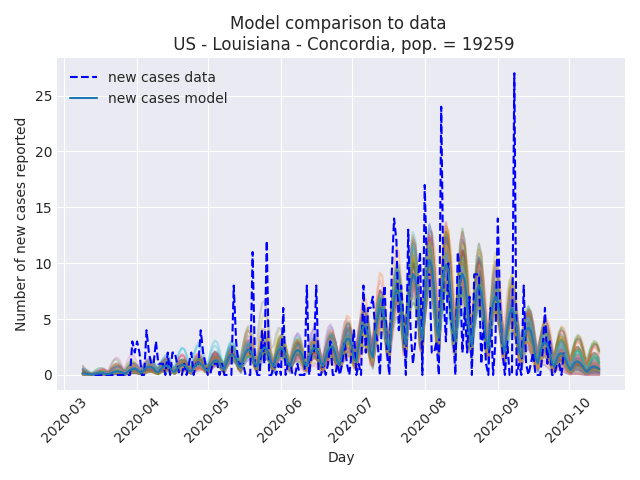 Model comparison to data
US - Louisiana - Concordia, pop. = 19259
new cases data
new cases model
Number of new cases reported
25
20
15
10
5
0
2020-03
2020-04
2020-05
2020-06
2020-07
2020-08
2020-09
2020-10
Day